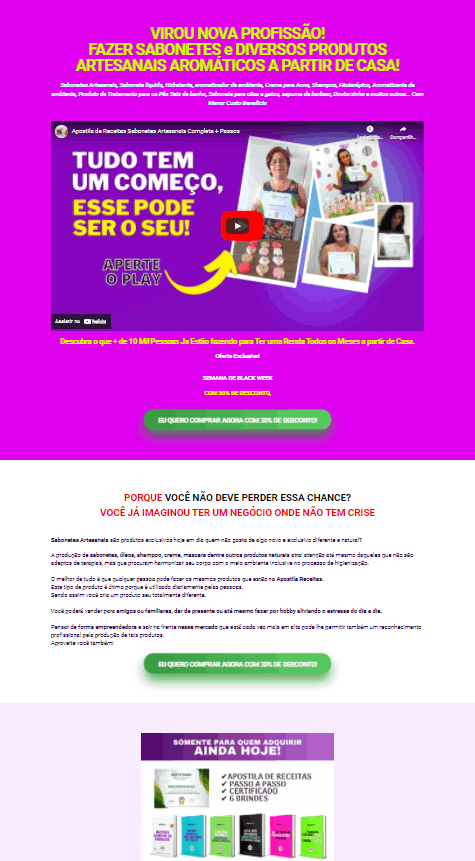 VIROU NOVA PROFISSÃO!
FAZER SABONETES e DIVERSOS PRODUTOS
ARTESANAIS AROMÁTICOS A PARTIR DE CASA!
Sabonetes Artesanais, Sabonete líquido, Hidratante, aromatizador de ambiente, Creme para Acne, Shampoo, Fitoterápico, Aromatizante de
ambiente, Produto de Tratamento para os Pés Sais de banho, Sabonete para cães e gatos, espuma de barbear, Desidorzinho e muitos outros... Com
Menor Custo Benefício
Apostila de Receitas Sabonetes Artesanais Completa + Passos
Compartilh...
TUDO TEM
UM COMEÇO,
ESSE PODE
SER O SEU!
APERTE
O PLAY
Assistir no YouTube
Descubra o que + de 10 Mil Pessoas Ja Estão fazendo para Ter uma Renda Todos os Meses a partir de Casa.
Oferta Exclusiva!
SEMANA DE BLACK WEEK
COM 30% DE DESCONTO,
EU QUERO COMPRAR AGORA COM 30% DE DEBCONTO!
PORQUE VOCÊ NÃO DEVE PERDER ESSA CHANCE?
VOCÊ JÁ IMAGINOU TER UM NEGÓCIO ONDE NÃO TEM CRISE
Sabonetes Artesanais são produtos exclusivos hoje em dia quem não gosta de algo novo e exclusivo diferente e natural?
A produção de sabonetes, óleos, shampoo, creme, mascara dentre outros produtos naturais atrai atenção até mesmo daqueles que não são
adeptos de terapias, mas que procuram harmonizar seu corpo com o meio ambiente inclusive no processo de higienização.
O melhor de tudo é que qualquer pessoa pode fazer os mesmos produtos que estão na Apostila Receitas.
Este tipo de produto é ótimo porque é utilizado diariamente pelas pessoas.
Sendo assim você cria um produto seu totalmente diferente.
Você poderá vender para amigos ou familiares, dar de presente ou até mesmo fazer por hobby aliviando o estresse do dia a dia.
Pensar de forma empreendedora e sair na frente nesse mercado que está cada vez mais em alta pode lhe permitir também um reconhecimento
profissional pela produção de tais produtos.
Aproveite você também!
EU QUERO COMPRAR AGORA COM 30% DE DEBCONTO!
SÓMENTE PARA QUEM ADQUIRIR
AINDA HOJE!
✓APOSTILA DE RECEITAS
✓PASSO A PASSO
✓CERTIFICADO
✓6 BRINDES